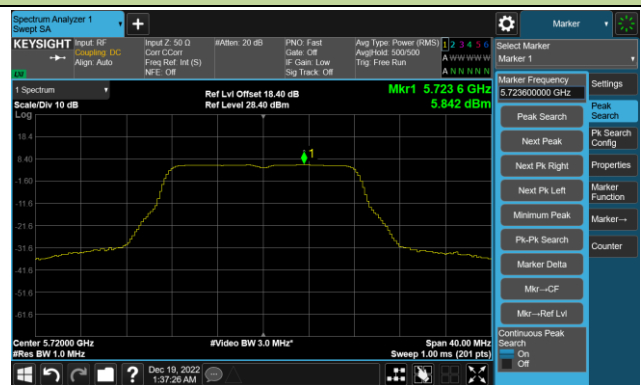 Spectrum Analyzer 1
Swept SA
+
Marker
KEYSIGHT
Input: RF
Coupling: DC
Align: Auto
Input Z: 50 Ω
Corr CCorr
Freq Ref: Int (S)
NFE: Off
#Atten: 20 dB
PNO: Fast
Gate: Off
IF Gain: Low
Sig Track: Off
Avg Type: Power (RMS)
Avg|Hold: 500/500
Trig: Free Run
1 2 3 4 5 6
A W W W W W
A N N N N N
LXI
Select Marker
Marker 1
1 Spectrum
Scale/Div 10 dB
Log
Ref Lvl Offset 18.40 dB
Ref Level 28.40 dBm
Mkr1 5.723 6 GHz
5.842 dBm
18.4
8.40
-1.60
-11.6
-21.6
-31.6
-41.6
-51.6
-61.6
1
Center 5.72000 GHz
#Res BW 1.0 MHz
#Video BW 3.0 MHz*
Span 40.00 MHz
Sweep 1.00 ms (201 pts)
Marker Frequency
5.723600000 GHz
Peak Search
Next Peak
Next Pk Right
Next Pk Left
Minimum Peak
Pk-Pk Search
Marker Delta
Mkr→CF
Mkr→Ref Lvl
Continuous Peak
Search
On
Off
Settings
Peak
Search
Pk Search
Config
Properties
Marker
Function
Marker→
Counter
?
Dec 19, 2022
1:37:26 AM